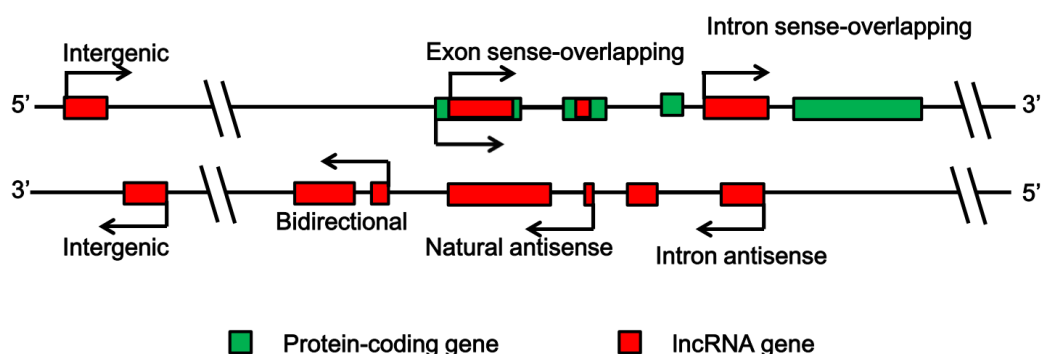 Intergenic
Exon sense-overlapping
Intron sense-overlapping
5’
3’
3’
5’
Bidirectional
Intergenic
Natural antisense
Intron antisense
Protein-coding gene
lncRNA gene